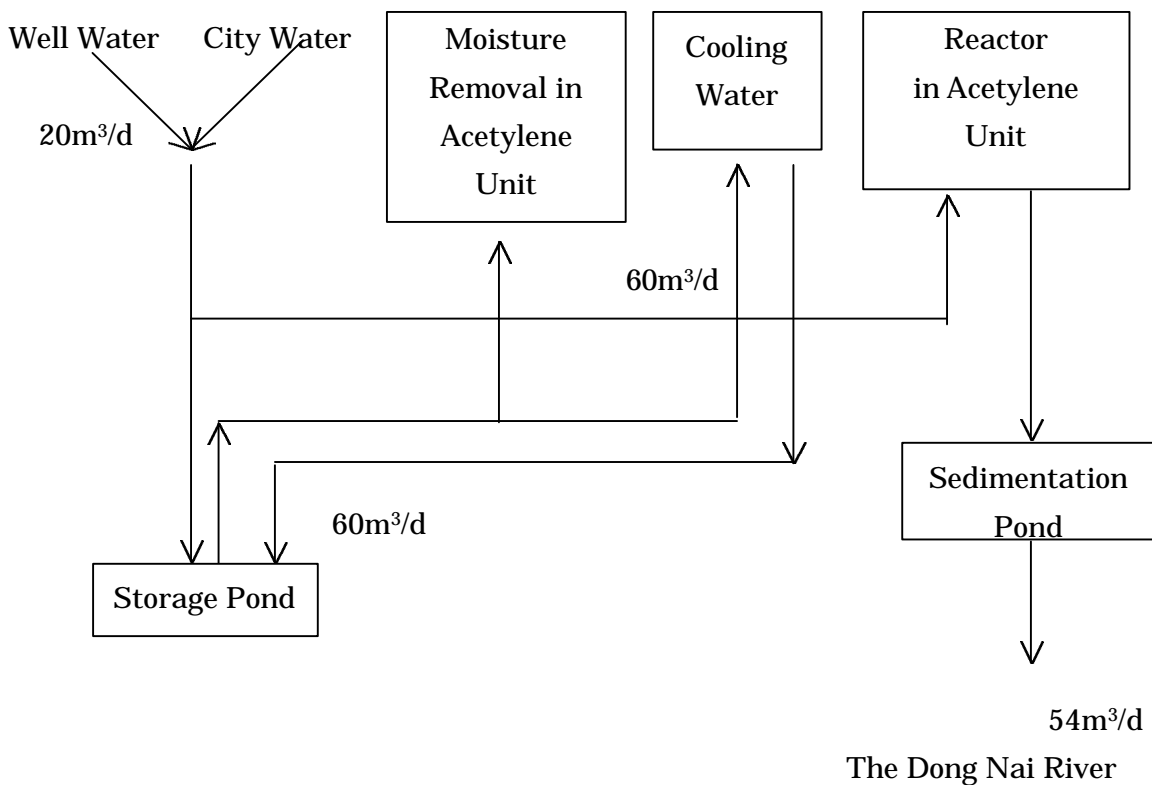 Well Water
City Water
20m³/d
Moisture
Removal in
Acetylene
Unit
Cooling
Water
Reactor
in Acetylene
Unit
60m³/d
60m³/d
Storage Pond
Sedimentation
Pond
54m³/d
The Dong Nai River